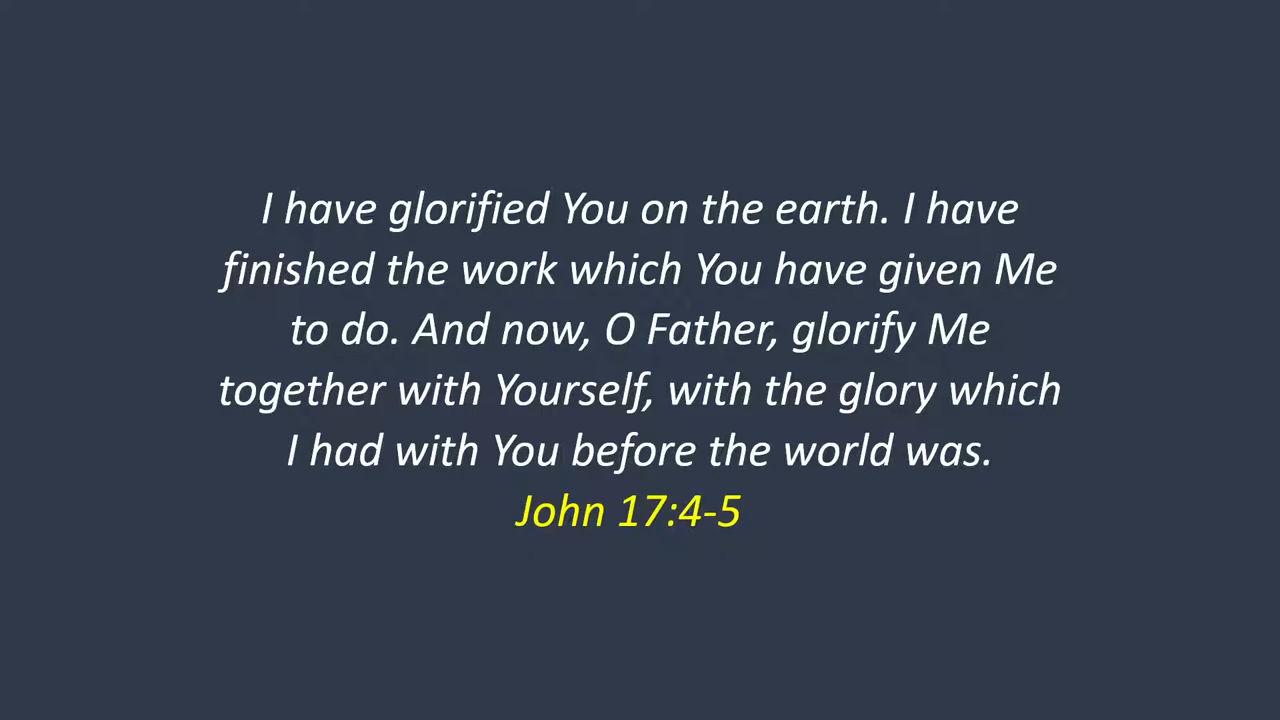 I have glorified You on the earth. I have
finished the work which You have given Me
to do. And now, O Father, glorify Me
together with Yourself, with the glory which
I had with You before the world was.
John 17:4-5